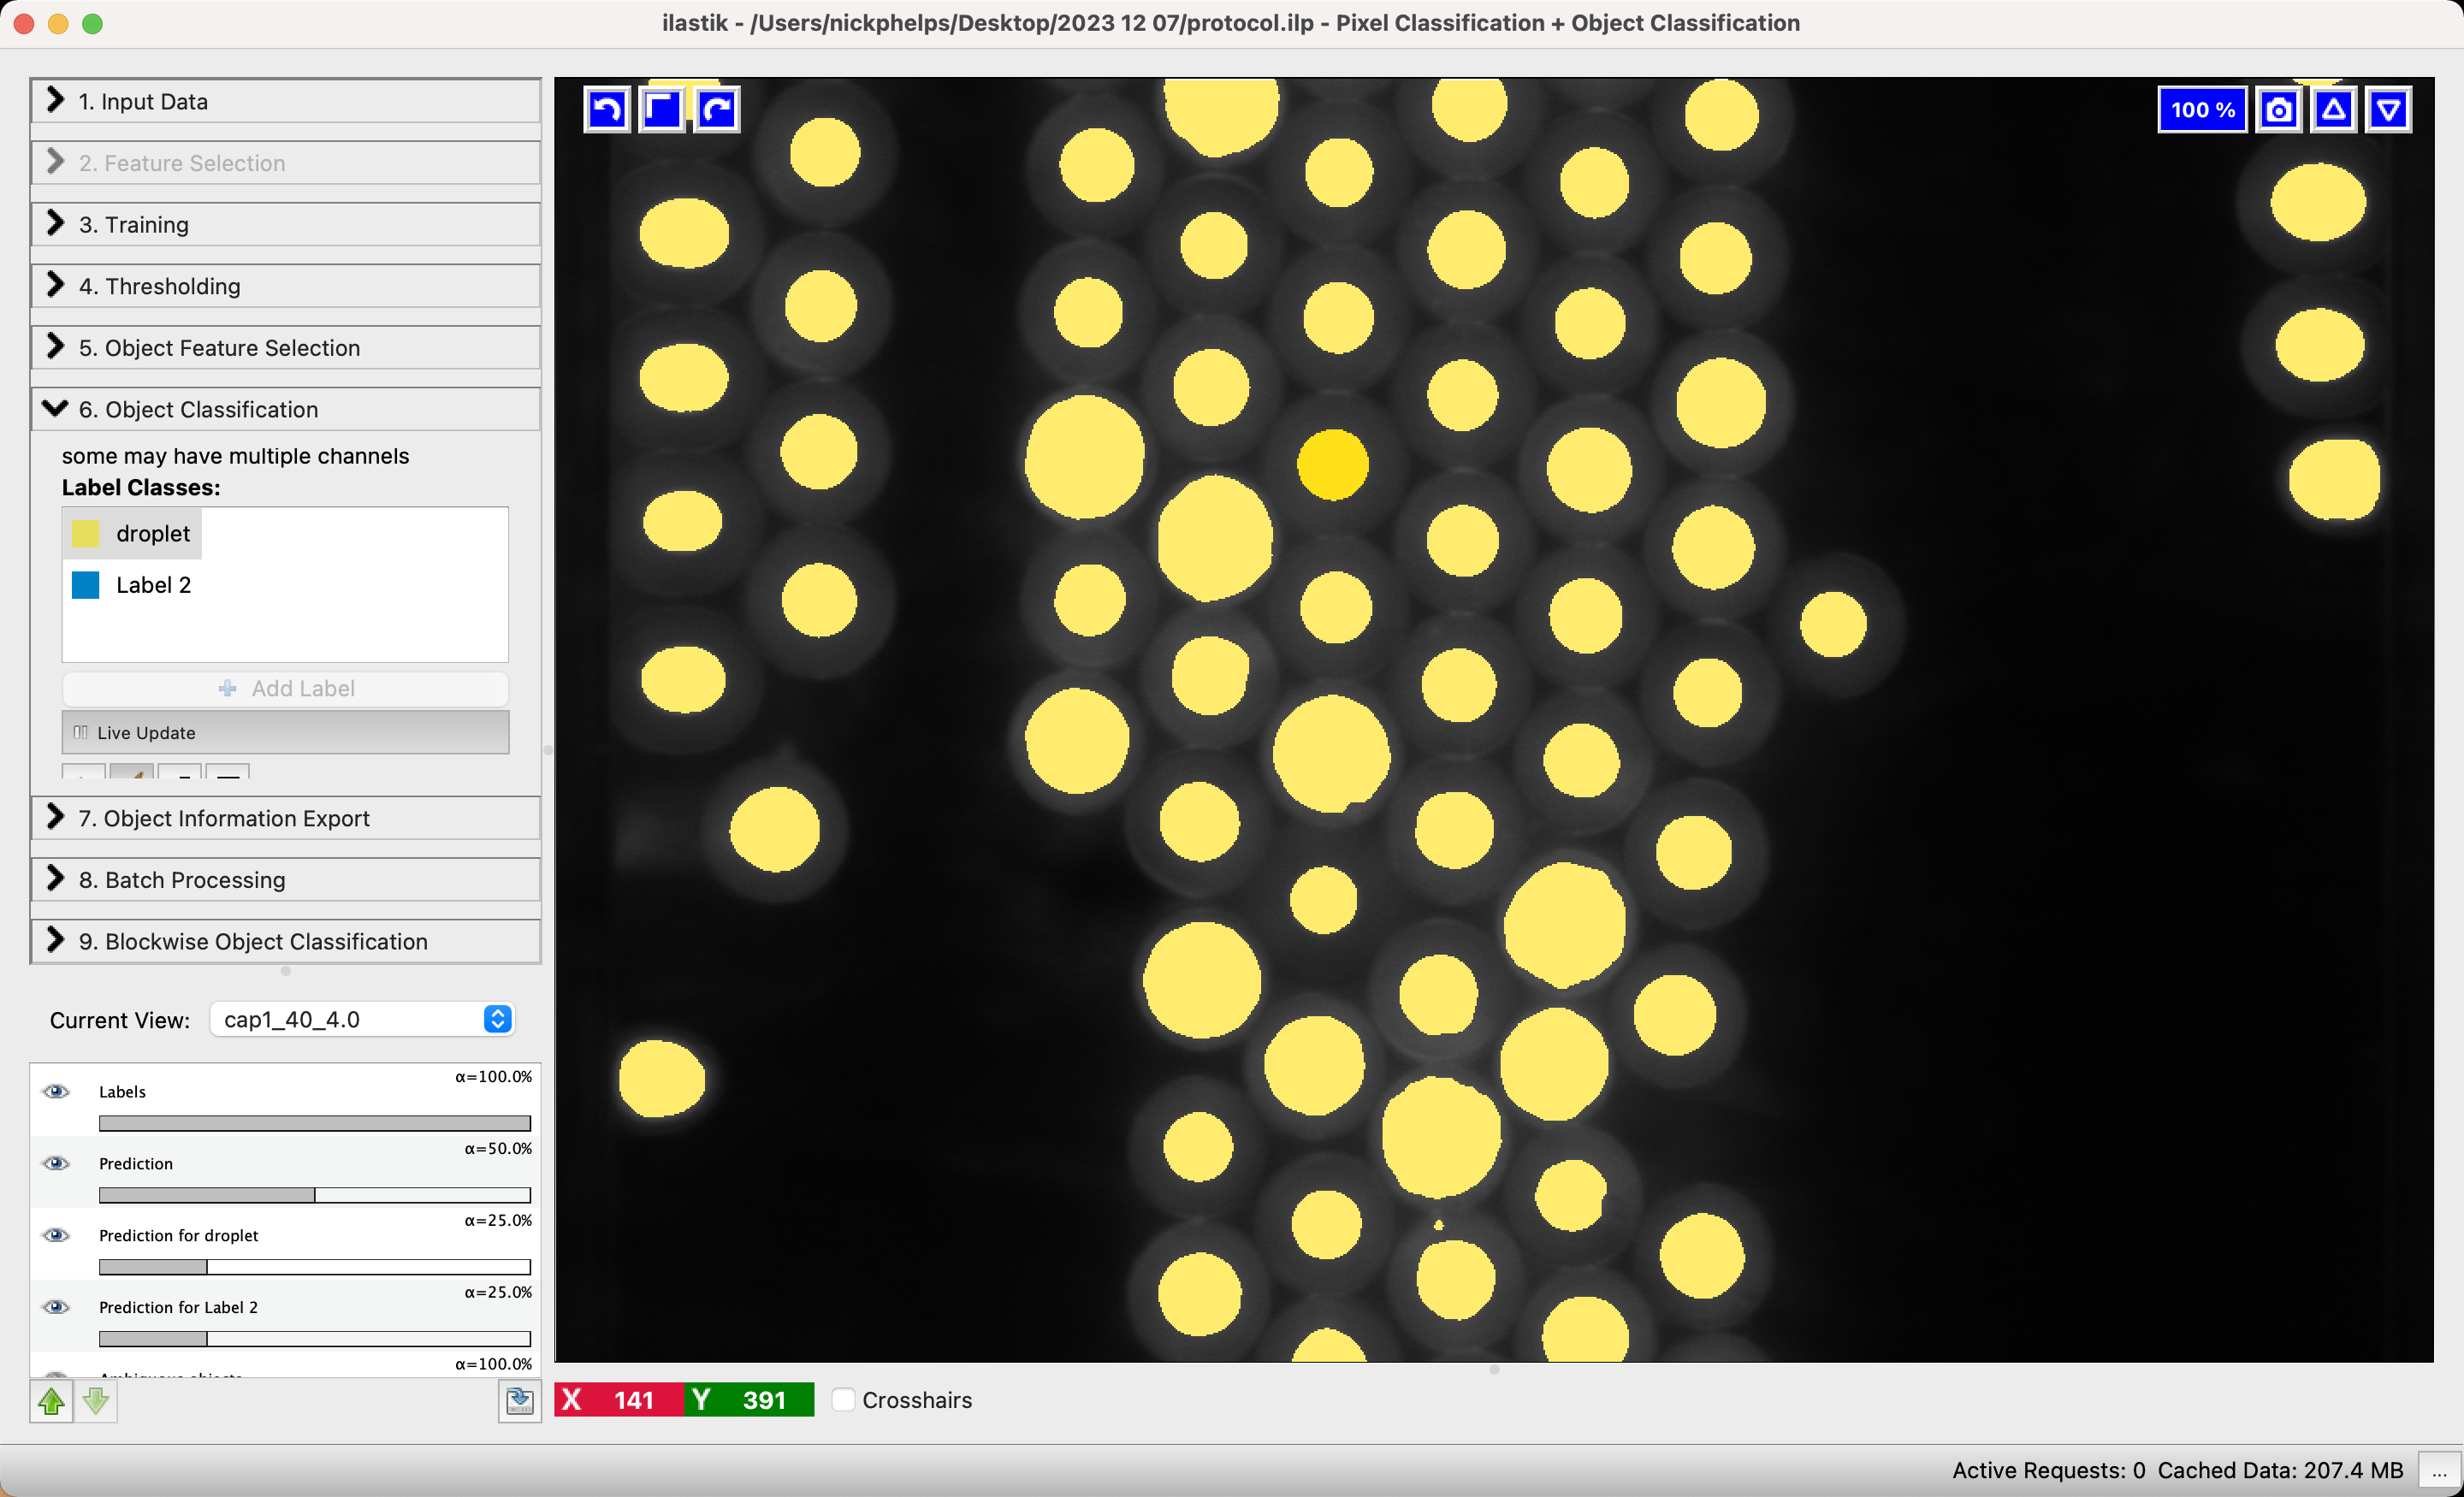 ilastik - /Users/nickphelps/Desktop/2023 12 07/protocol.ilp - Pixel Classification + Object Classification
1. Input Data
2. Feature Selection
3. Training
4. Thresholding
5. Object Feature Selection
6. Object Classification
some may have multiple channels
Label Classes:
droplet
Label 2
Add Label
Live Update
7. Object Information Export
8. Batch Processing
9. Blockwise Object Classification
Current View: cap1_40_4.0
α=100.0%
Labels
α=50.0%
Prediction
α=25.0%
Prediction for droplet
α=25.0%
Prediction for Label 2
α=100.0%
100 %
X 141 Y 391 Crosshairs
Active Requests: 0 Cached Data: 207.4 MB ...